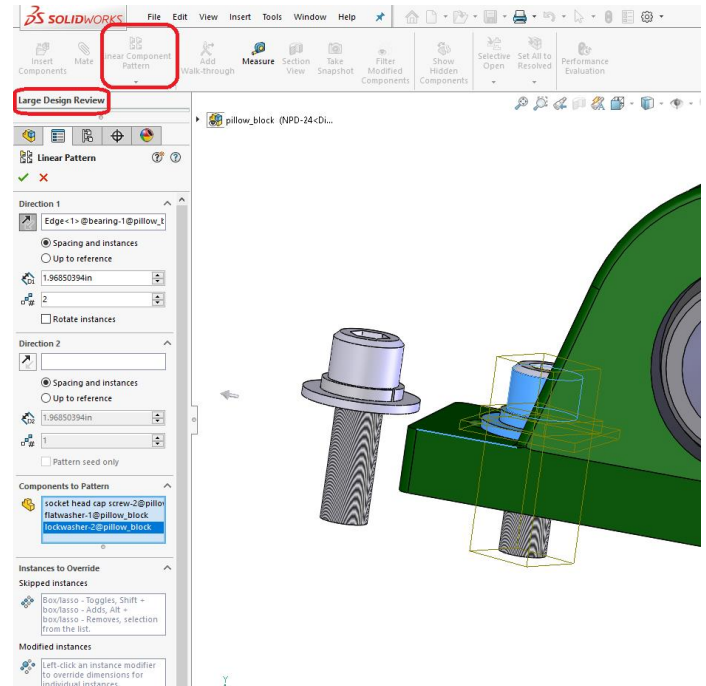 SOLIDWORKS File Edit View Insert Tools Window Help
Insert Components Mate Linear Component Pattern Add Walk-through Measure Section View Take Snapshot Filter Modified Components Show Hidden Components Selective Open Set All to Resolved Performance Evaluation
Large Design Review
pillow_block (NPD-24<Di...
Linear Pattern
Direction 1
Edge<1>@bearing-1@pillow_b
Spacing and instances
Up to reference
D1 1.96850394in
2
Rotate instances
Direction 2
Spacing and instances
Up to reference
D2 1.96850394in
1
Pattern seed only
Components to Pattern
socket head cap screw-2@pillov
flatwasher-1@pillow_block
lockwasher-2@pillow_block
Instances to Override
Skipped instances
Box/lasso - Toggles, Shift +
box/lasso - Adds, Alt +
box/lasso - Removes, selection
from the list.
Modified instances
Left-click an instance modifier
to override dimensions for
individual instances.
Y